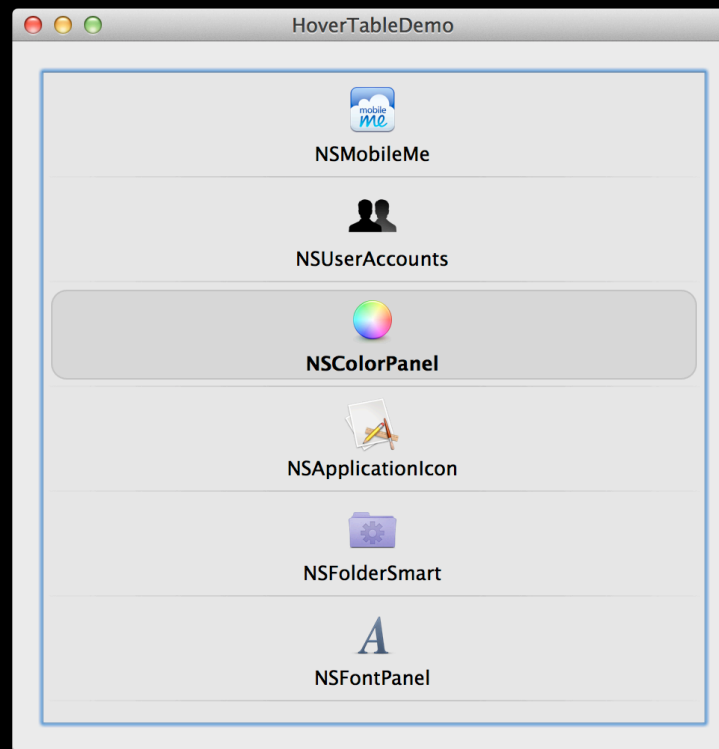 HoverTableDemo
mobile
me
NSMobileMe
NSUserAccounts
NSColorPanel
NSApplicationIcon
NSFolderSmart
A
NSFontPanel